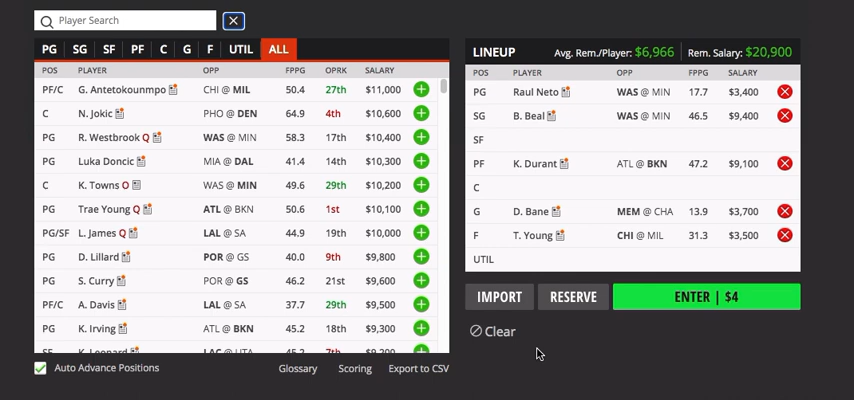 Player Search
PG SG SF PF C G F UTIL ALL
POS PLAYER OPP FPPG OPRK SALARY
PF/C G. Antetokounmpo CHI @ MIL 50.4 27th $11,000
C N. Jokic PHO @ DEN 64.9 4th $10,600
PG R. Westbrook Q WAS @ MIN 58.3 17th $10,400
PG Luka Doncic MIA @ DAL 41.4 14th $10,300
C K. Towns O WAS @ MIN 49.6 29th $10,200
PG Trae Young Q ATL @ BKN 50.6 1st $10,100
PG/SF L. James Q LAL @ SA 44.9 19th $10,000
PG D. Lillard POR @ GS 40.0 9th $9,800
PG S. Curry POR @ GS 46.2 21st $9,600
PF/C A. Davis LAL @ SA 37.7 29th $9,500
PG K. Irving ATL @ BKN 45.2 18th $9,300
SF K. Leonard LAC @ UTA 45.2 7th $9,200
Auto Advance Positions Glossary Scoring Export to CSV
LINEUP Avg. Rem./Player: $6,966 Rem. Salary: $20,900
POS PLAYER OPP FPPG SALARY
PG Raul Neto WAS @ MIN 17.7 $3,400
SG B. Beal WAS @ MIN 46.5 $9,400
SF
PF K. Durant ATL @ BKN 47.2 $9,100
C
G D. Bane MEM @ CHA 13.9 $3,700
F T. Young CHI @ MIL 31.3 $3,500
UTIL
IMPORT RESERVE ENTER | $4
Clear